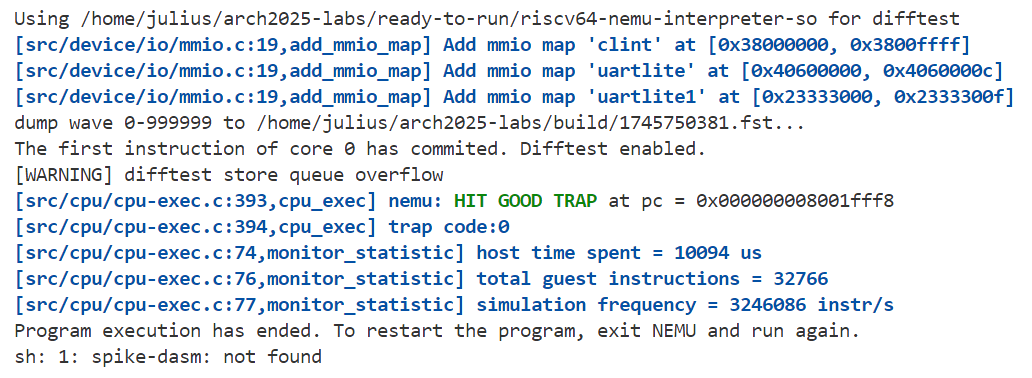 Using /home/julius/arch2025-labs/ready-to-run/riscv64-nemu-interpreter-so for difftest
[src/device/io/mmio.c:19,add_mmio_map] Add mmio map 'clint' at [0x38000000, 0x3800ffff]
[src/device/io/mmio.c:19,add_mmio_map] Add mmio map 'uartlite' at [0x40600000, 0x4060000c]
[src/device/io/mmio.c:19,add_mmio_map] Add mmio map 'uartlite1' at [0x23333000, 0x2333300f]
dump wave 0-999999 to /home/julius/arch2025-labs/build/1745750381.fst...
The first instruction of core 0 has commited. Difftest enabled.
[WARNING] difftest store queue overflow
[src/cpu/cpu-exec.c:393,cpu_exec] nemu: HIT GOOD TRAP at pc = 0x000000008001fff8
[src/cpu/cpu-exec.c:394,cpu_exec] trap code:0
[src/cpu/cpu-exec.c:74,monitor_statistic] host time spent = 10094 us
[src/cpu/cpu-exec.c:76,monitor_statistic] total guest instructions = 32766
[src/cpu/cpu-exec.c:77,monitor_statistic] simulation frequency = 3246086 instr/s
Program execution has ended. To restart the program, exit NEMU and run again.
sh: 1: spike-dasm: not found